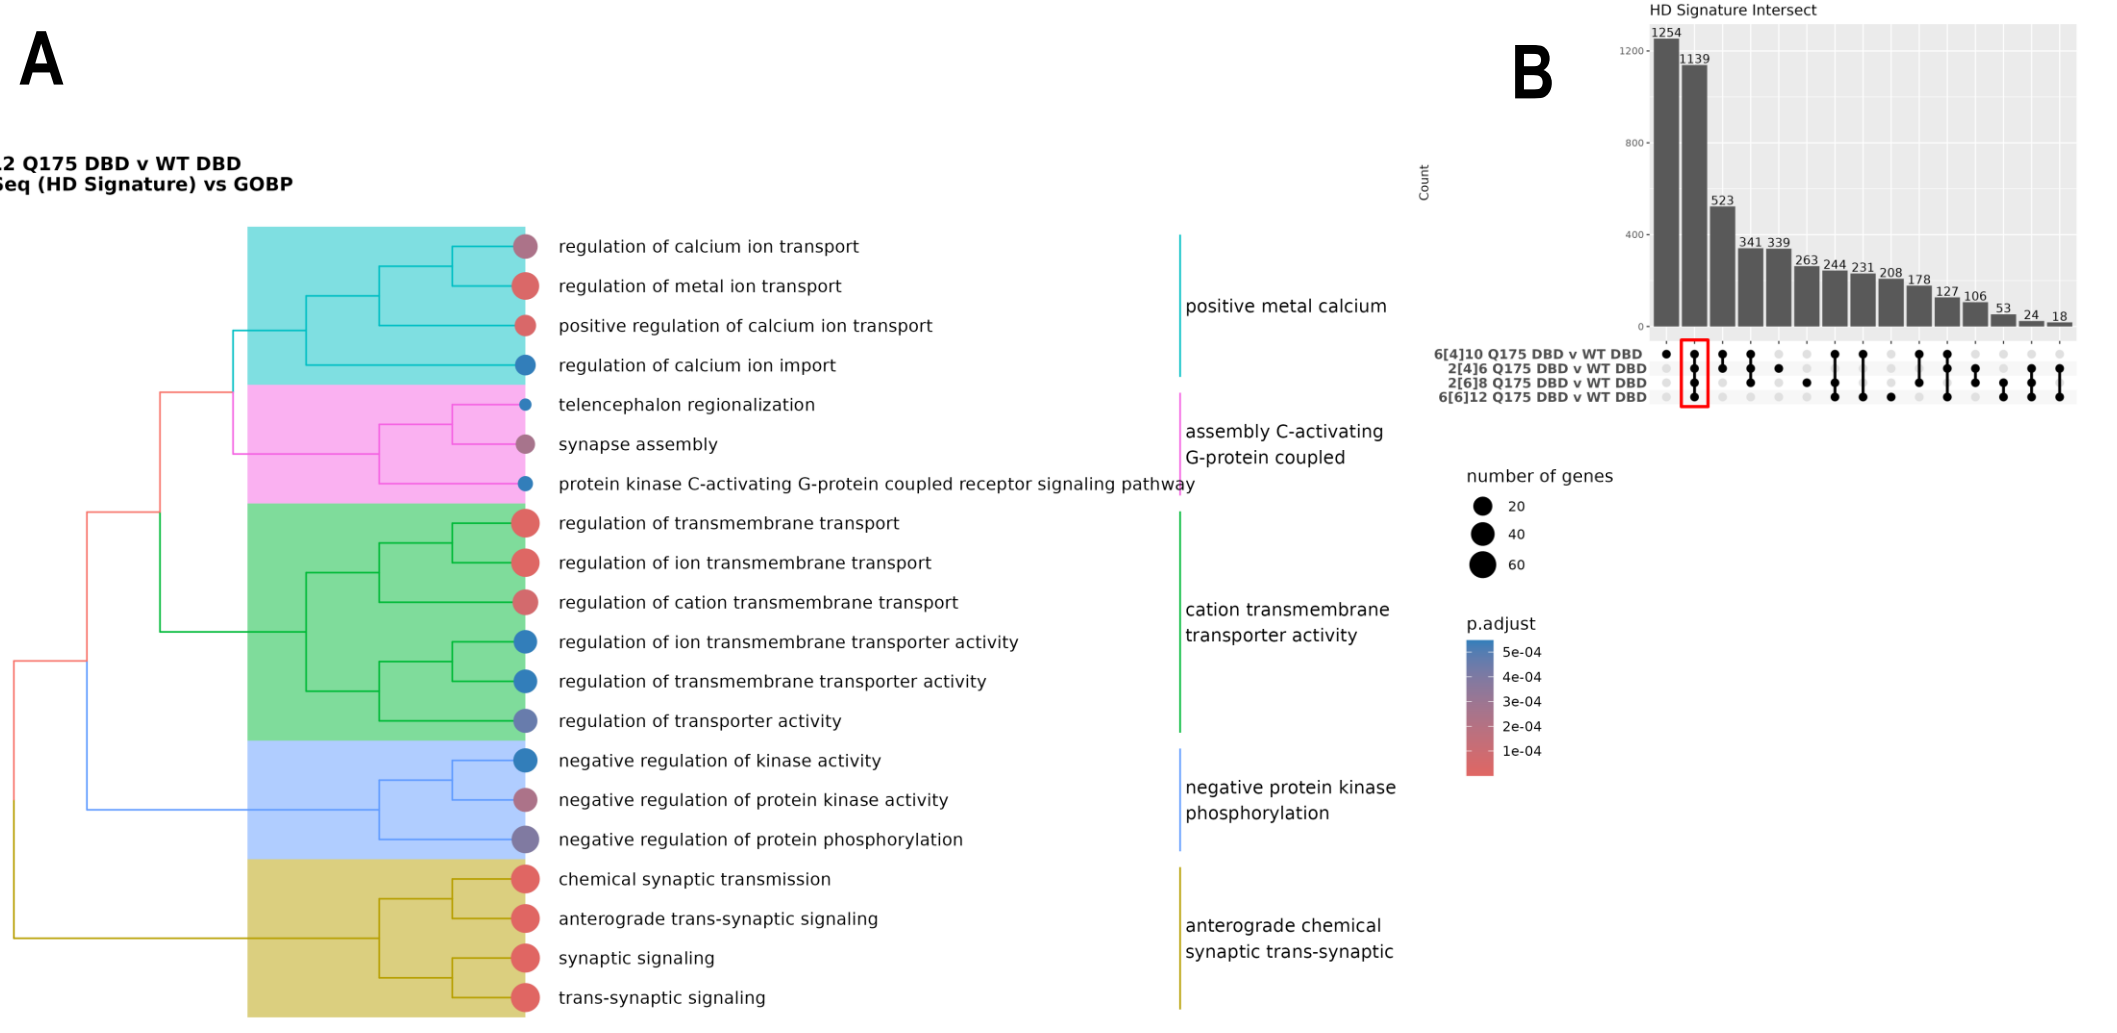 A
.2 Q175 DBD v WT DBD
Seq (HD Signature) vs GOBP
regulation of calcium ion transport
regulation of metal ion transport
positive regulation of calcium ion transport
regulation of calcium ion import
telencephalon regionalization
synapse assembly
protein kinase C-activating G-protein coupled receptor signaling pathway
regulation of transmembrane transport
regulation of ion transmembrane transport
regulation of cation transmembrane transport
regulation of ion transmembrane transporter activity
regulation of transmembrane transporter activity
regulation of transporter activity
negative regulation of kinase activity
negative regulation of protein kinase activity
negative regulation of protein phosphorylation
chemical synaptic transmission
anterograde trans-synaptic signaling
synaptic signaling
trans-synaptic signaling
positive metal calcium
assembly C-activating
G-protein coupled
cation transmembrane
transporter activity
negative protein kinase
phosphorylation
anterograde chemical
synaptic trans-synaptic
B
HD Signature Intersect
Count
1200
800
400
0
1254
1139
523
341
339
263
244
231
208
178
127
106
53
24
18
6[4]10 Q175 DBD v WT DBD
2[4]6 Q175 DBD v WT DBD
2[6]8 Q175 DBD v WT DBD
6[6]12 Q175 DBD v WT DBD
number of genes
20
40
60
p.adjust
5e-04
4e-04
3e-04
2e-04
1e-04